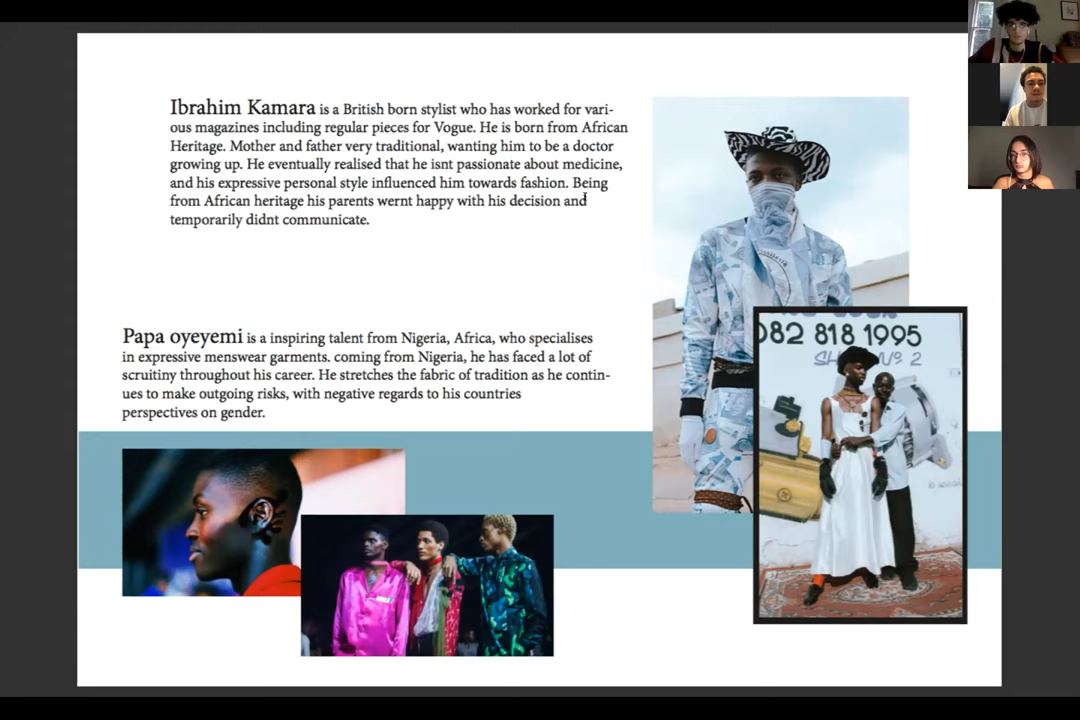 Ibrahim Kamara is a British born stylist who has worked for vari-
ous magazines including regular pieces for Vogue. He is born from African
Heritage. Mother and father very traditional, wanting him to be a doctor
growing up. He eventually realised that he isnt passionate about medicine,
and his expressive personal style influenced him towards fashion. Being
from African heritage his parents wernt happy with his decision and
temporarily didnt communicate.
Papa oyeyemi is a inspiring talent from Nigeria, Africa, who specialises
in expressive menswear garments. coming from Nigeria, he has faced a lot of
scrutiny throughout his career. He stretches the fabric of tradition as he contin-
ues to make outgoing risks, with negative regards to his countries
perspectives on gender.
082 818 1995
Nº 2